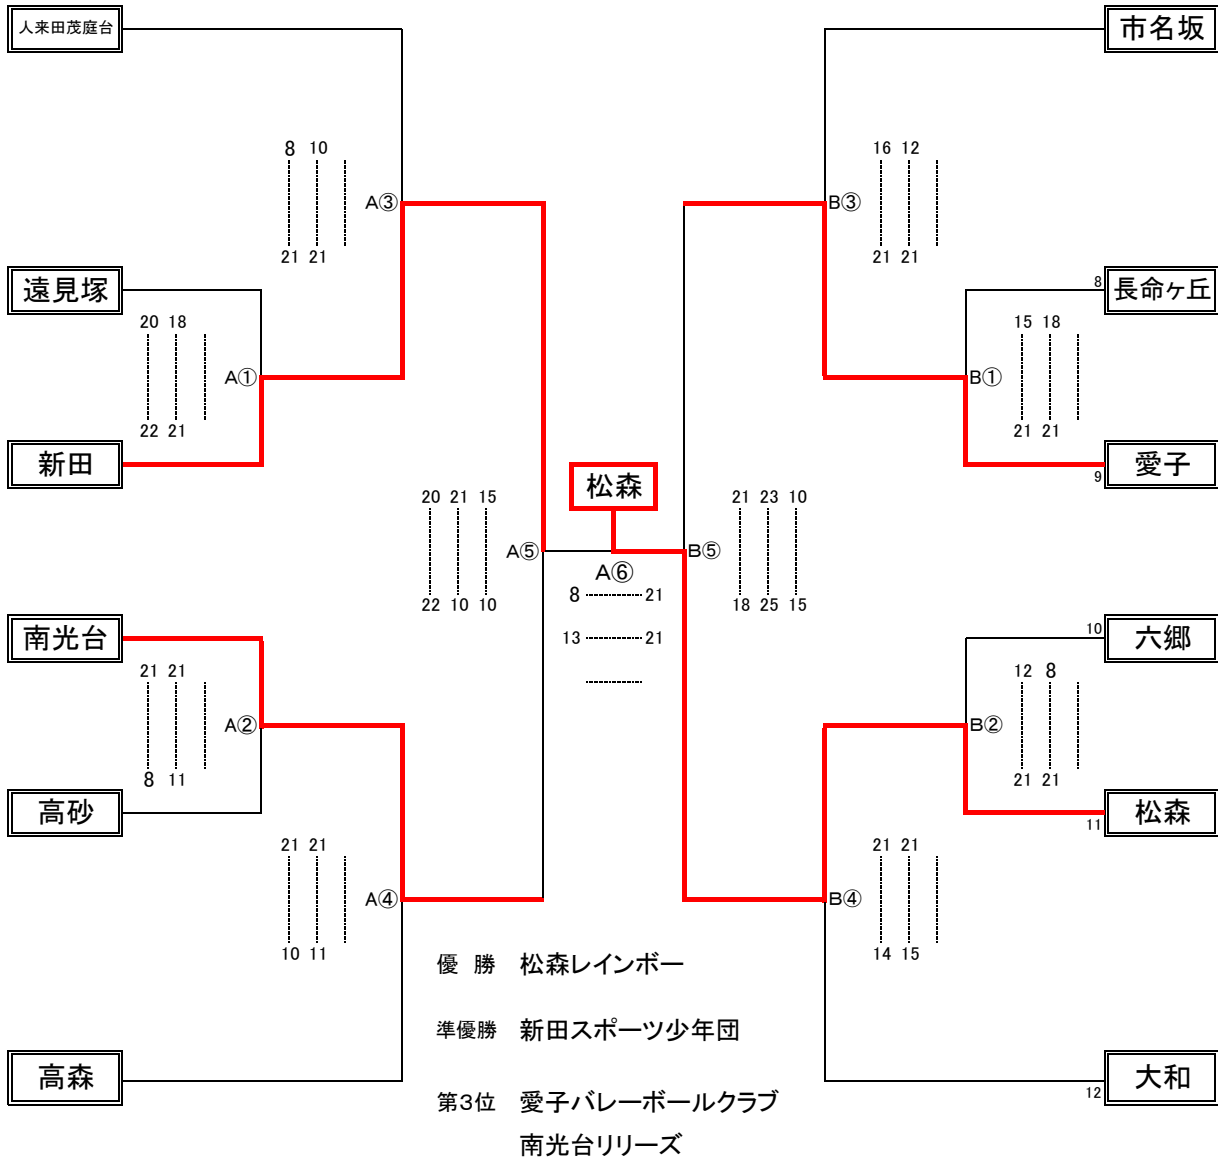 人来田茂庭台
市名坂
8 10
16 12
A③
B③
21 21
21 21
遠見塚
8
長命ヶ丘
20 18
15 18
A①
B①
22 21
21 21
新田
愛子
9
松森
20 21 15
21 23 10
A⑤
B⑤
A⑥
8 21
22 10 10
18 25 15
南光台
13 21
10
六郷
21 21
12 8
A②
B②
8 11
21 21
高砂
松森
11
21 21
21 21
A④
B④
10 11
14 15
優勝 松森レインボー
準優勝 新田スポーツ少年団
高森
大和
12
第3位 愛子バレーボールクラブ
南光台リリーズ